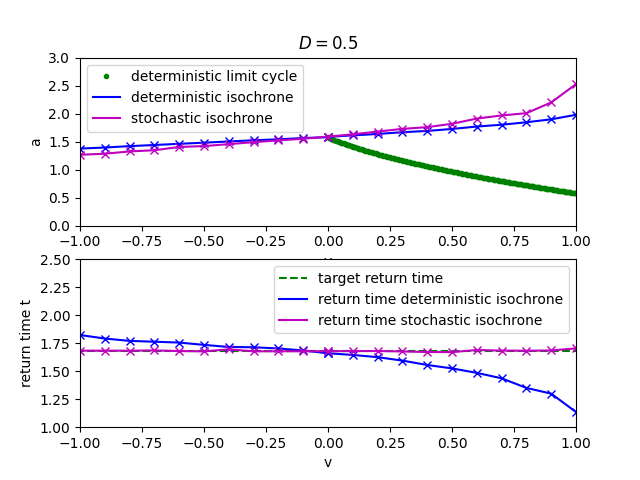 D = 0.5
3.0
2.5
2.0
1.5
1.0
0.5
0.0
a
deterministic limit cycle
deterministic isochrone
stochastic isochrone
−1.00 −0.75 −0.50 −0.25 0.00 0.25 0.50 0.75 1.00
2.50
2.25
2.00
1.75
1.50
1.25
1.00
return time t
target return time
return time deterministic isochrone
return time stochastic isochrone
−1.00 −0.75 −0.50 −0.25 0.00 0.25 0.50 0.75 1.00
v